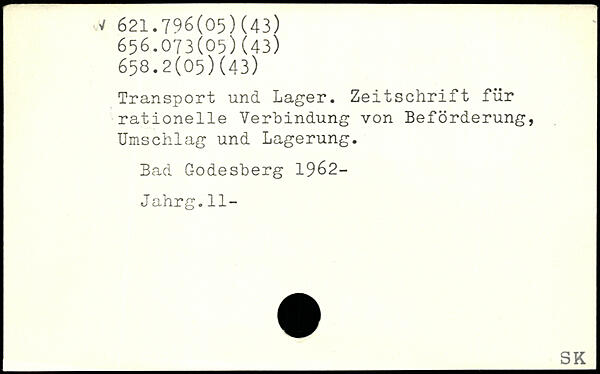 √ 621.796(05)(43)
656.073(05)(43)
658.2(05)(43)
Transport und Lager. Zeitschrift für
rationelle Verbindung von Beförderung,
Umschlag und Lagerung.
Bad Godesberg 1962-
Jahrg.11-
SK